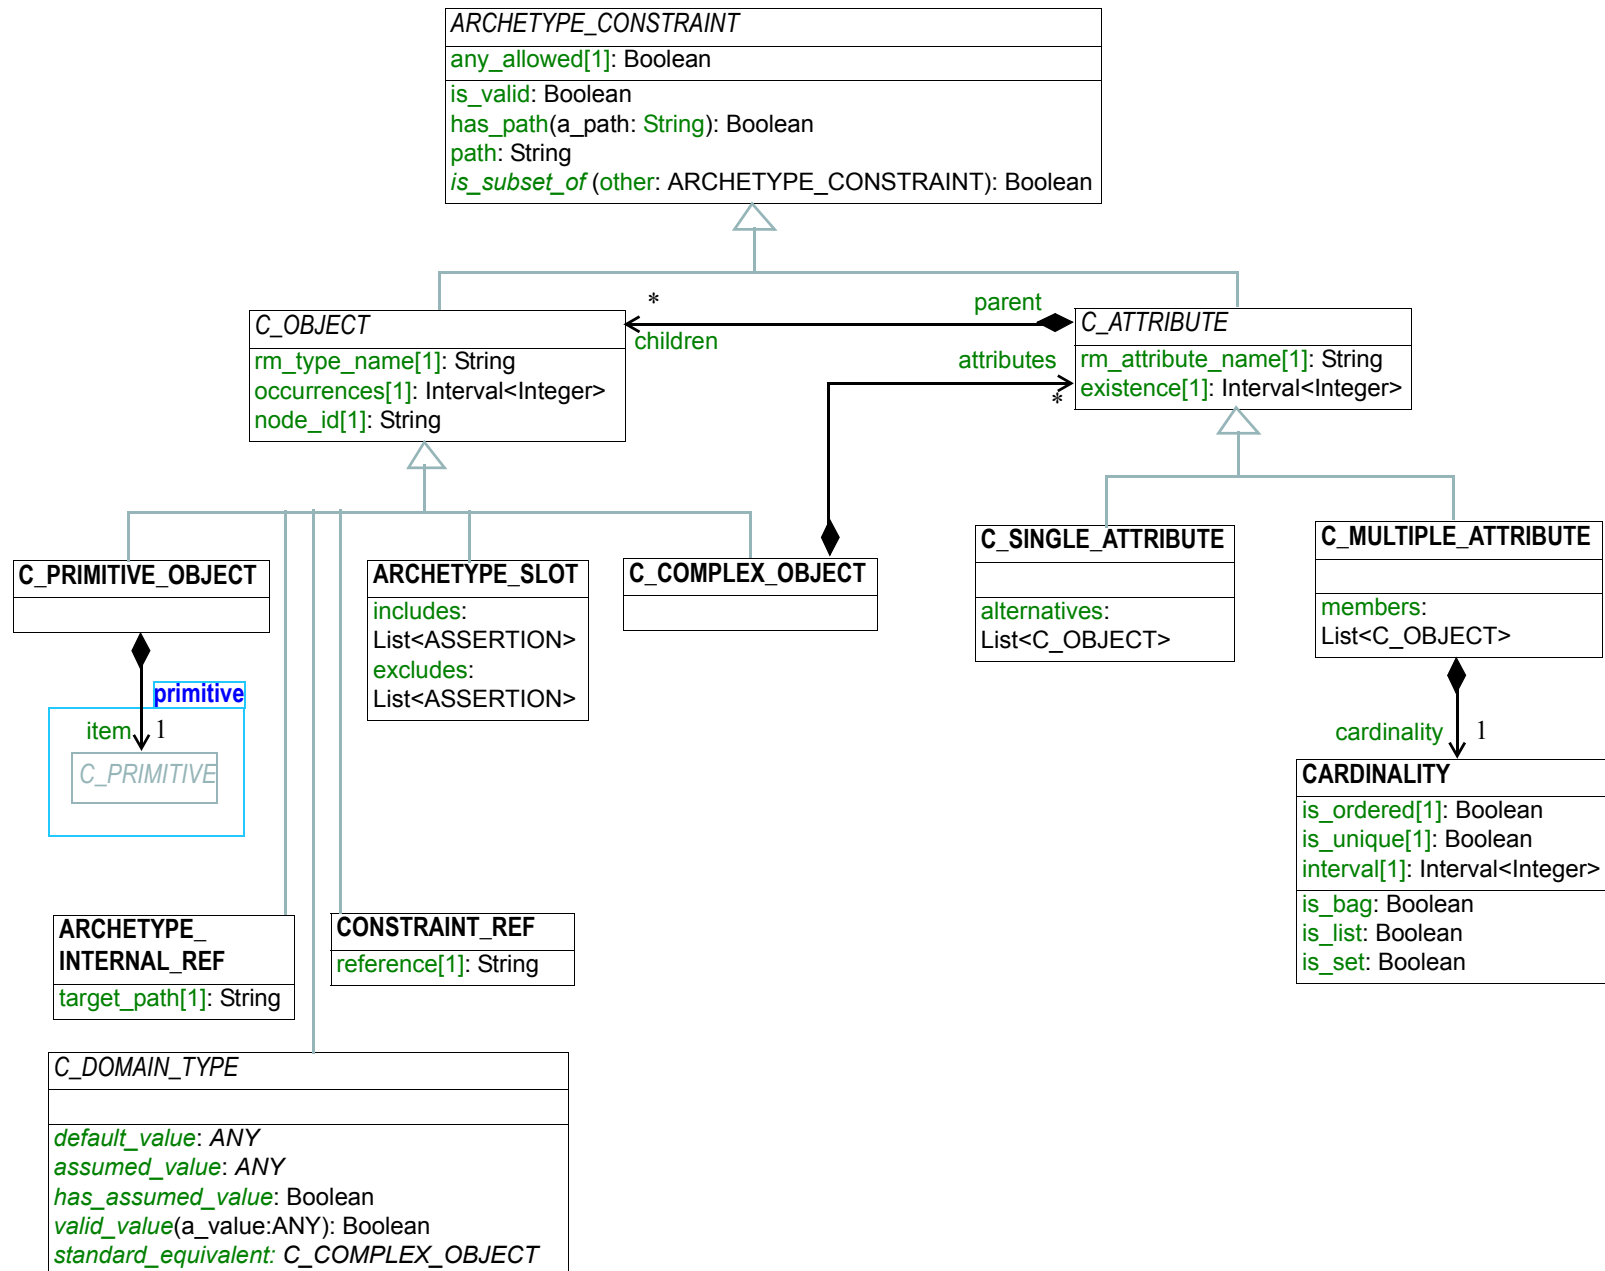 ARCHETYPE_CONSTRAINT
any_allowed[1]: Boolean
is_valid: Boolean
has_path(a_path: String): Boolean
path: String
is_subset_of (other: ARCHETYPE_CONSTRAINT): Boolean
C_OBJECT
rm_type_name[1]: String
occurrences[1]: Interval<Integer>
node_id[1]: String
*
children
parent
attributes
*
C_ATTRIBUTE
rm_attribute_name[1]: String
existence[1]: Interval<Integer>
C_PRIMITIVE_OBJECT
ARCHETYPE_SLOT
includes:
List<ASSERTION>
excludes:
List<ASSERTION>
C_COMPLEX_OBJECT
C_SINGLE_ATTRIBUTE
alternatives:
List<C_OBJECT>
C_MULTIPLE_ATTRIBUTE
members:
List<C_OBJECT>
primitive
item 1
C_PRIMITIVE
cardinality 1
CARDINALITY
is_ordered[1]: Boolean
is_unique[1]: Boolean
interval[1]: Interval<Integer>
is_bag: Boolean
is_list: Boolean
is_set: Boolean
ARCHETYPE_
INTERNAL_REF
target_path[1]: String
CONSTRAINT_REF
reference[1]: String
C_DOMAIN_TYPE
default_value: ANY
assumed_value: ANY
has_assumed_value: Boolean
valid_value(a_value:ANY): Boolean
standard_equivalent: C_COMPLEX_OBJECT